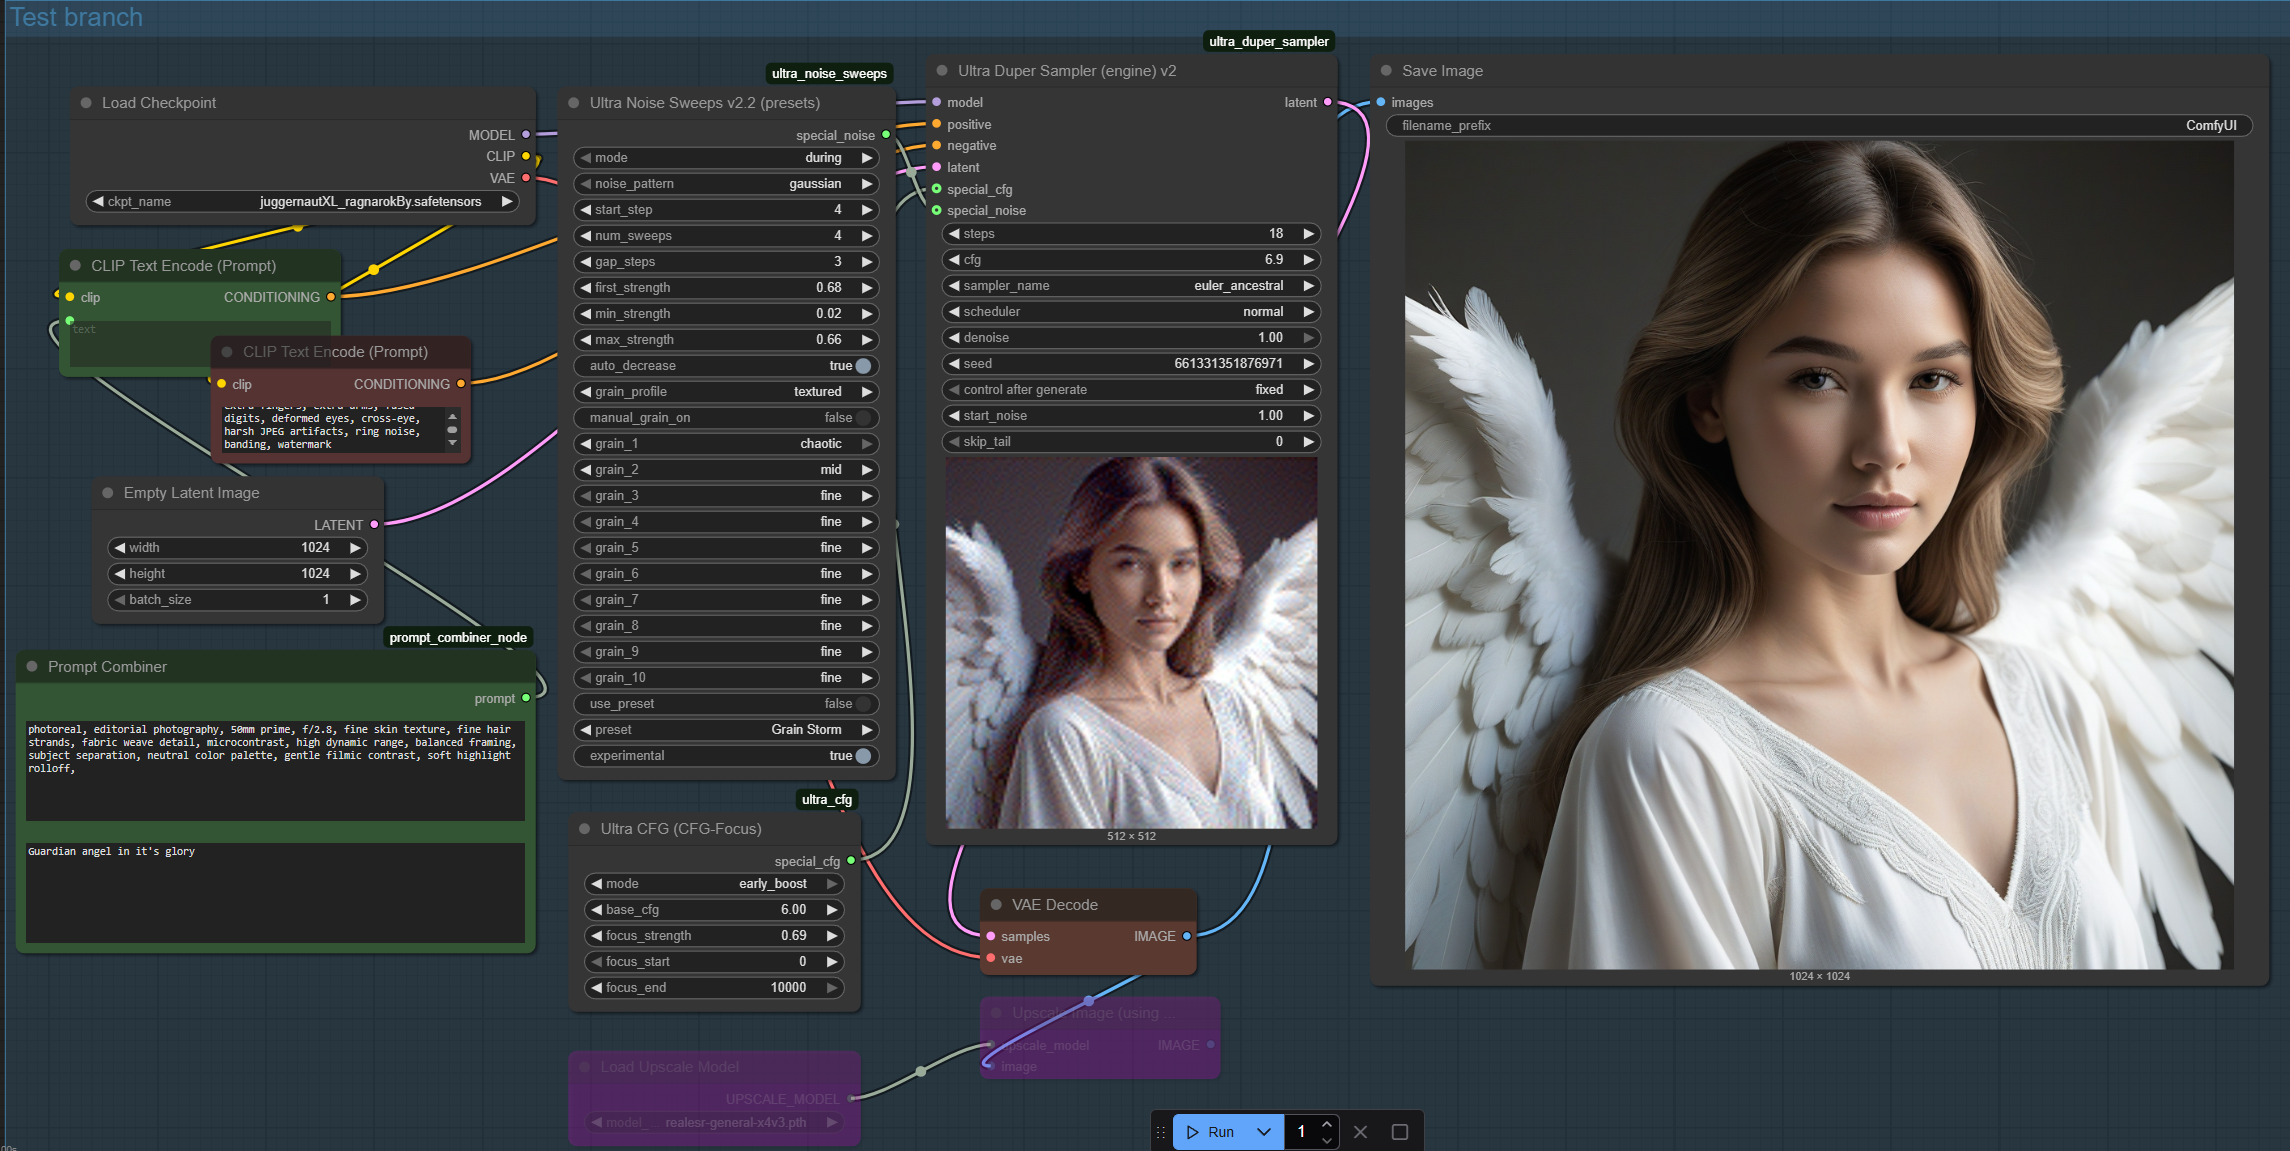 Test branch
Load Checkpoint
MODEL
CLIP
VAE
ckpt_name juggernautXL_ragnarokBy.safetensors
CLIP Text Encode (Prompt)
clip CONDITIONING
text
CLIP Text Encode (Prompt)
clip CONDITIONING
digits, deformed eyes, cross-eye,
harsh JPEG artifacts, ring noise,
banding, watermark
Empty Latent Image
LATENT
width 1024
height 1024
batch_size 1
prompt_combiner_node
Prompt Combiner
prompt
photoreal, editorial photography, 50mm prime, f/2.8, fine skin texture, fine hair
strands, fabric weave detail, microcontrast, high dynamic range, balanced framing,
subject separation, neutral color palette, gentle filmic contrast, soft highlight
rolloff,
Guardian angel in it's glory
ultra_noise_sweeps
Ultra Noise Sweeps v2.2 (presets)
special_noise
mode during
noise_pattern gaussian
start_step 4
num_sweeps 4
gap_steps 3
first_strength 0.68
min_strength 0.02
max_strength 0.66
auto_decrease true
grain_profile textured
manual_grain_on false
grain_1 chaotic
grain_2 mid
grain_3 fine
grain_4 fine
grain_5 fine
grain_6 fine
grain_7 fine
grain_8 fine
grain_9 fine
grain_10 fine
use_preset false
preset Grain Storm
experimental true
ultra_cfg
Ultra CFG (CFG-Focus)
special_cfg
mode early_boost
base_cfg 6.00
focus_strength 0.69
focus_start 0
focus_end 10000
Load Upscale Model
UPSCALE_MODEL
model_... realesr-general-x4v3.pth
ultra_duper_sampler
Ultra Duper Sampler (engine) v2
model latent
positive
negative
latent
special_cfg
special_noise
steps 18
cfg 6.9
sampler_name euler_ancestral
scheduler normal
denoise 1.00
seed 661331351876971
control after generate fixed
start_noise 1.00
skip_tail 0
512 × 512
VAE Decode
samples IMAGE
vae
Upscale Image (using ...
upscale_model IMAGE
image
Save Image
images
filename_prefix ComfyUI
1024 × 1024
Run 1